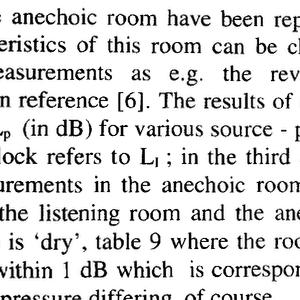 anechoic room have been rep
eristics of this room can be c
easurements as e.g. the rev
n reference [6]. The results of
Lp (in dB) for various source - p
lock refers to L₁ ; in the third
urements in the anechoic room
the listening room and the ane
is ‘dry’, table 9 where the roo
within 1 dB which is correspon
pressure differing, of course